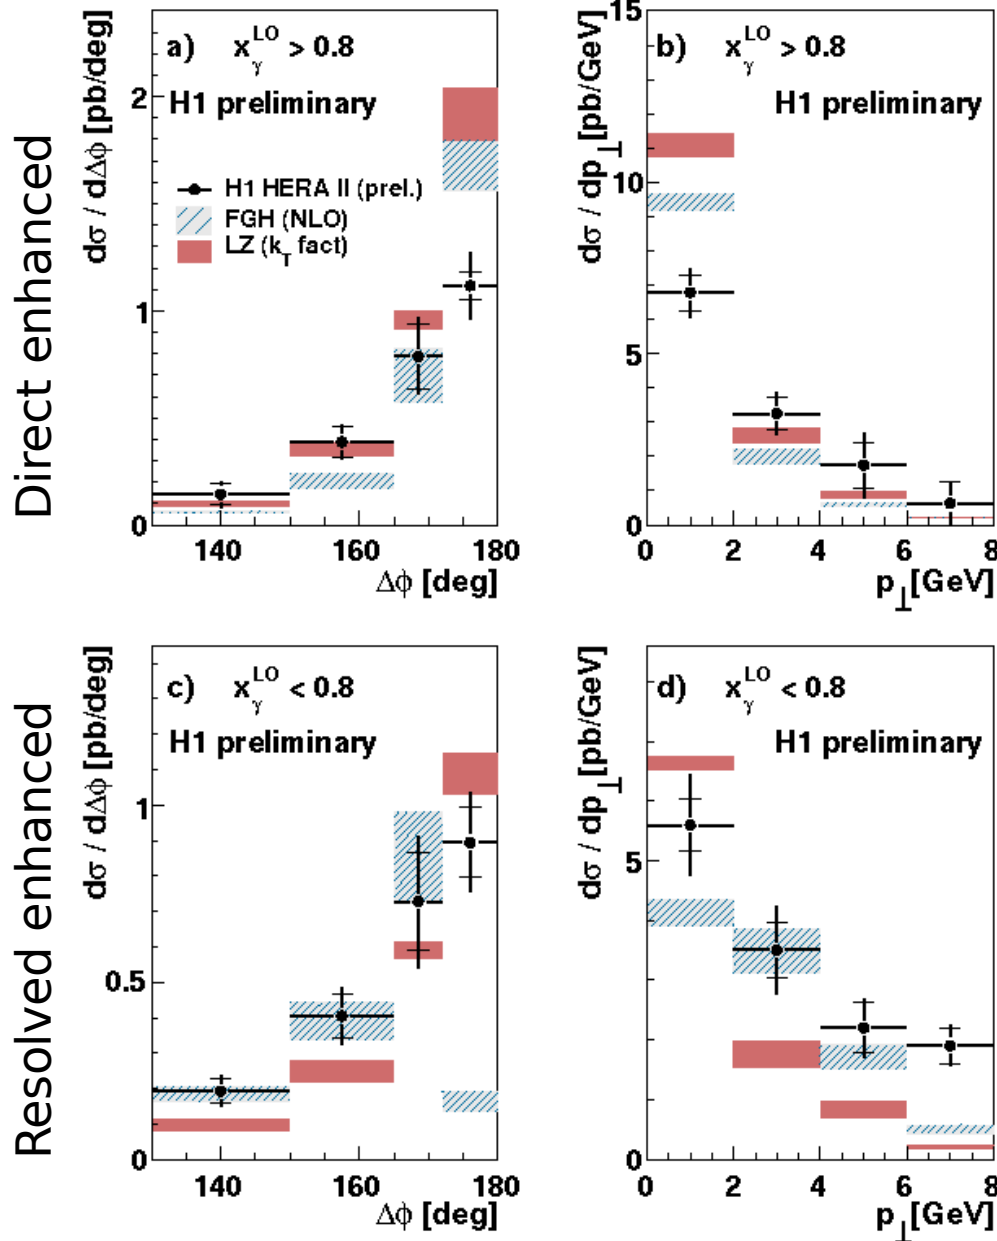 Direct enhanced
a) x_γ^LO > 0.8
H1 preliminary
H1 HERA II (prel.)
FGH (NLO)
LZ (k_T fact)
dσ / dΔϕ [pb/deg]
2
1
0
140 160 180
Δϕ [deg]
b) x_γ^LO > 0.8
H1 preliminary
dσ / dp_⊥ [pb/GeV]
15
10
5
0
0 2 4 6 8
p_⊥[GeV]
Resolved enhanced
c) x_γ^LO < 0.8
H1 preliminary
dσ / dΔϕ [pb/deg]
1
0.5
0
140 160 180
Δϕ [deg]
d) x_γ^LO < 0.8
H1 preliminary
dσ / dp_⊥ [pb/GeV]
5
0
0 2 4 6 8
p_⊥[GeV]